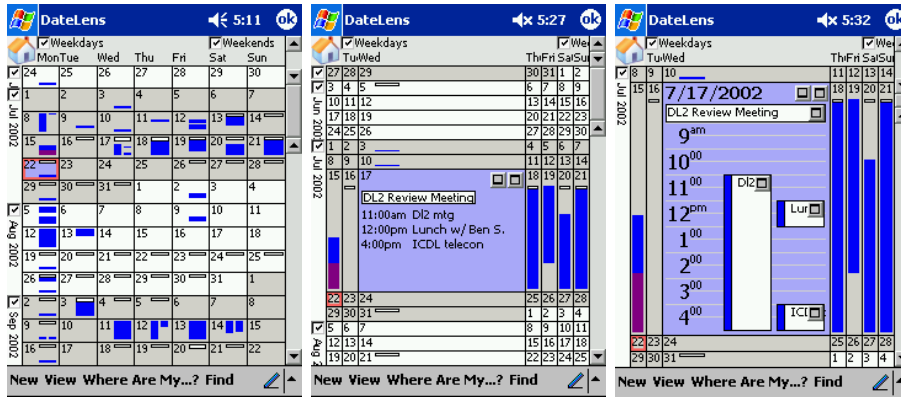 DateLens 5:11 ok
Weekdays Weekends
Mon Tue Wed Thu Fri Sat Sun
24 25 26 27 28 29 30
1 2 3 4 5 6 7
8 9 10 11 12 13 14
Jul 2002
15 16 17 18 19 20 21
22 23 24 25 26 27 28
29 30 31 1 2 3 4
5 6 7 8 9 10 11
Aug 2002
12 13 14 15 16 17 18
19 20 21 22 23 24 25
26 27 28 29 30 31 1
2 3 4 5 6 7 8
Sep 2002
9 10 11 12 13 14 15
16 17 18 19 20 21 22
New View Where Are My...? Find
DateLens 5:27 ok
Weekdays
Tu Wed Thu Fri Sat Sun
27 28 29 30 31 1 2
3 4 5 6 7 8 9
Jun 2002
10 11 12 13 14 15 16
17 18 19 20 21 22 23
24 25 26 27 28 29 30
1 2 3 4 5 6 7
8 9 10 11 12 13 14
Jul 2002
15 16 17 18 19 20 21
DL2 Review Meeting
11:00am Dl2 mtg
12:00pm Lunch w/ Ben S.
4:00pm ICDL telecon
22 23 24 25 26 27 28
29 30 31 1 2 3 4
5 6 7 8 9 10 11
Aug 2002
12 13 14 15 16 17 18
19 20 21 22 23 24 25
New View Where Are My...? Find
DateLens 5:32 ok
Weekdays
Tu Wed Thu Fri Sat Sun
8 9 10 11 12 13 14
Jul 2002
15 16 7/17/2002 18 19 20 21
DL2 Review Meeting
9am
10 00
11 00 Dl2
12pm Lur
1 00
2 00
3 00
4 00 ICI
22 23 24 25 26 27 28
29 30 31 1 2 3 4
New View Where Are My...? Find